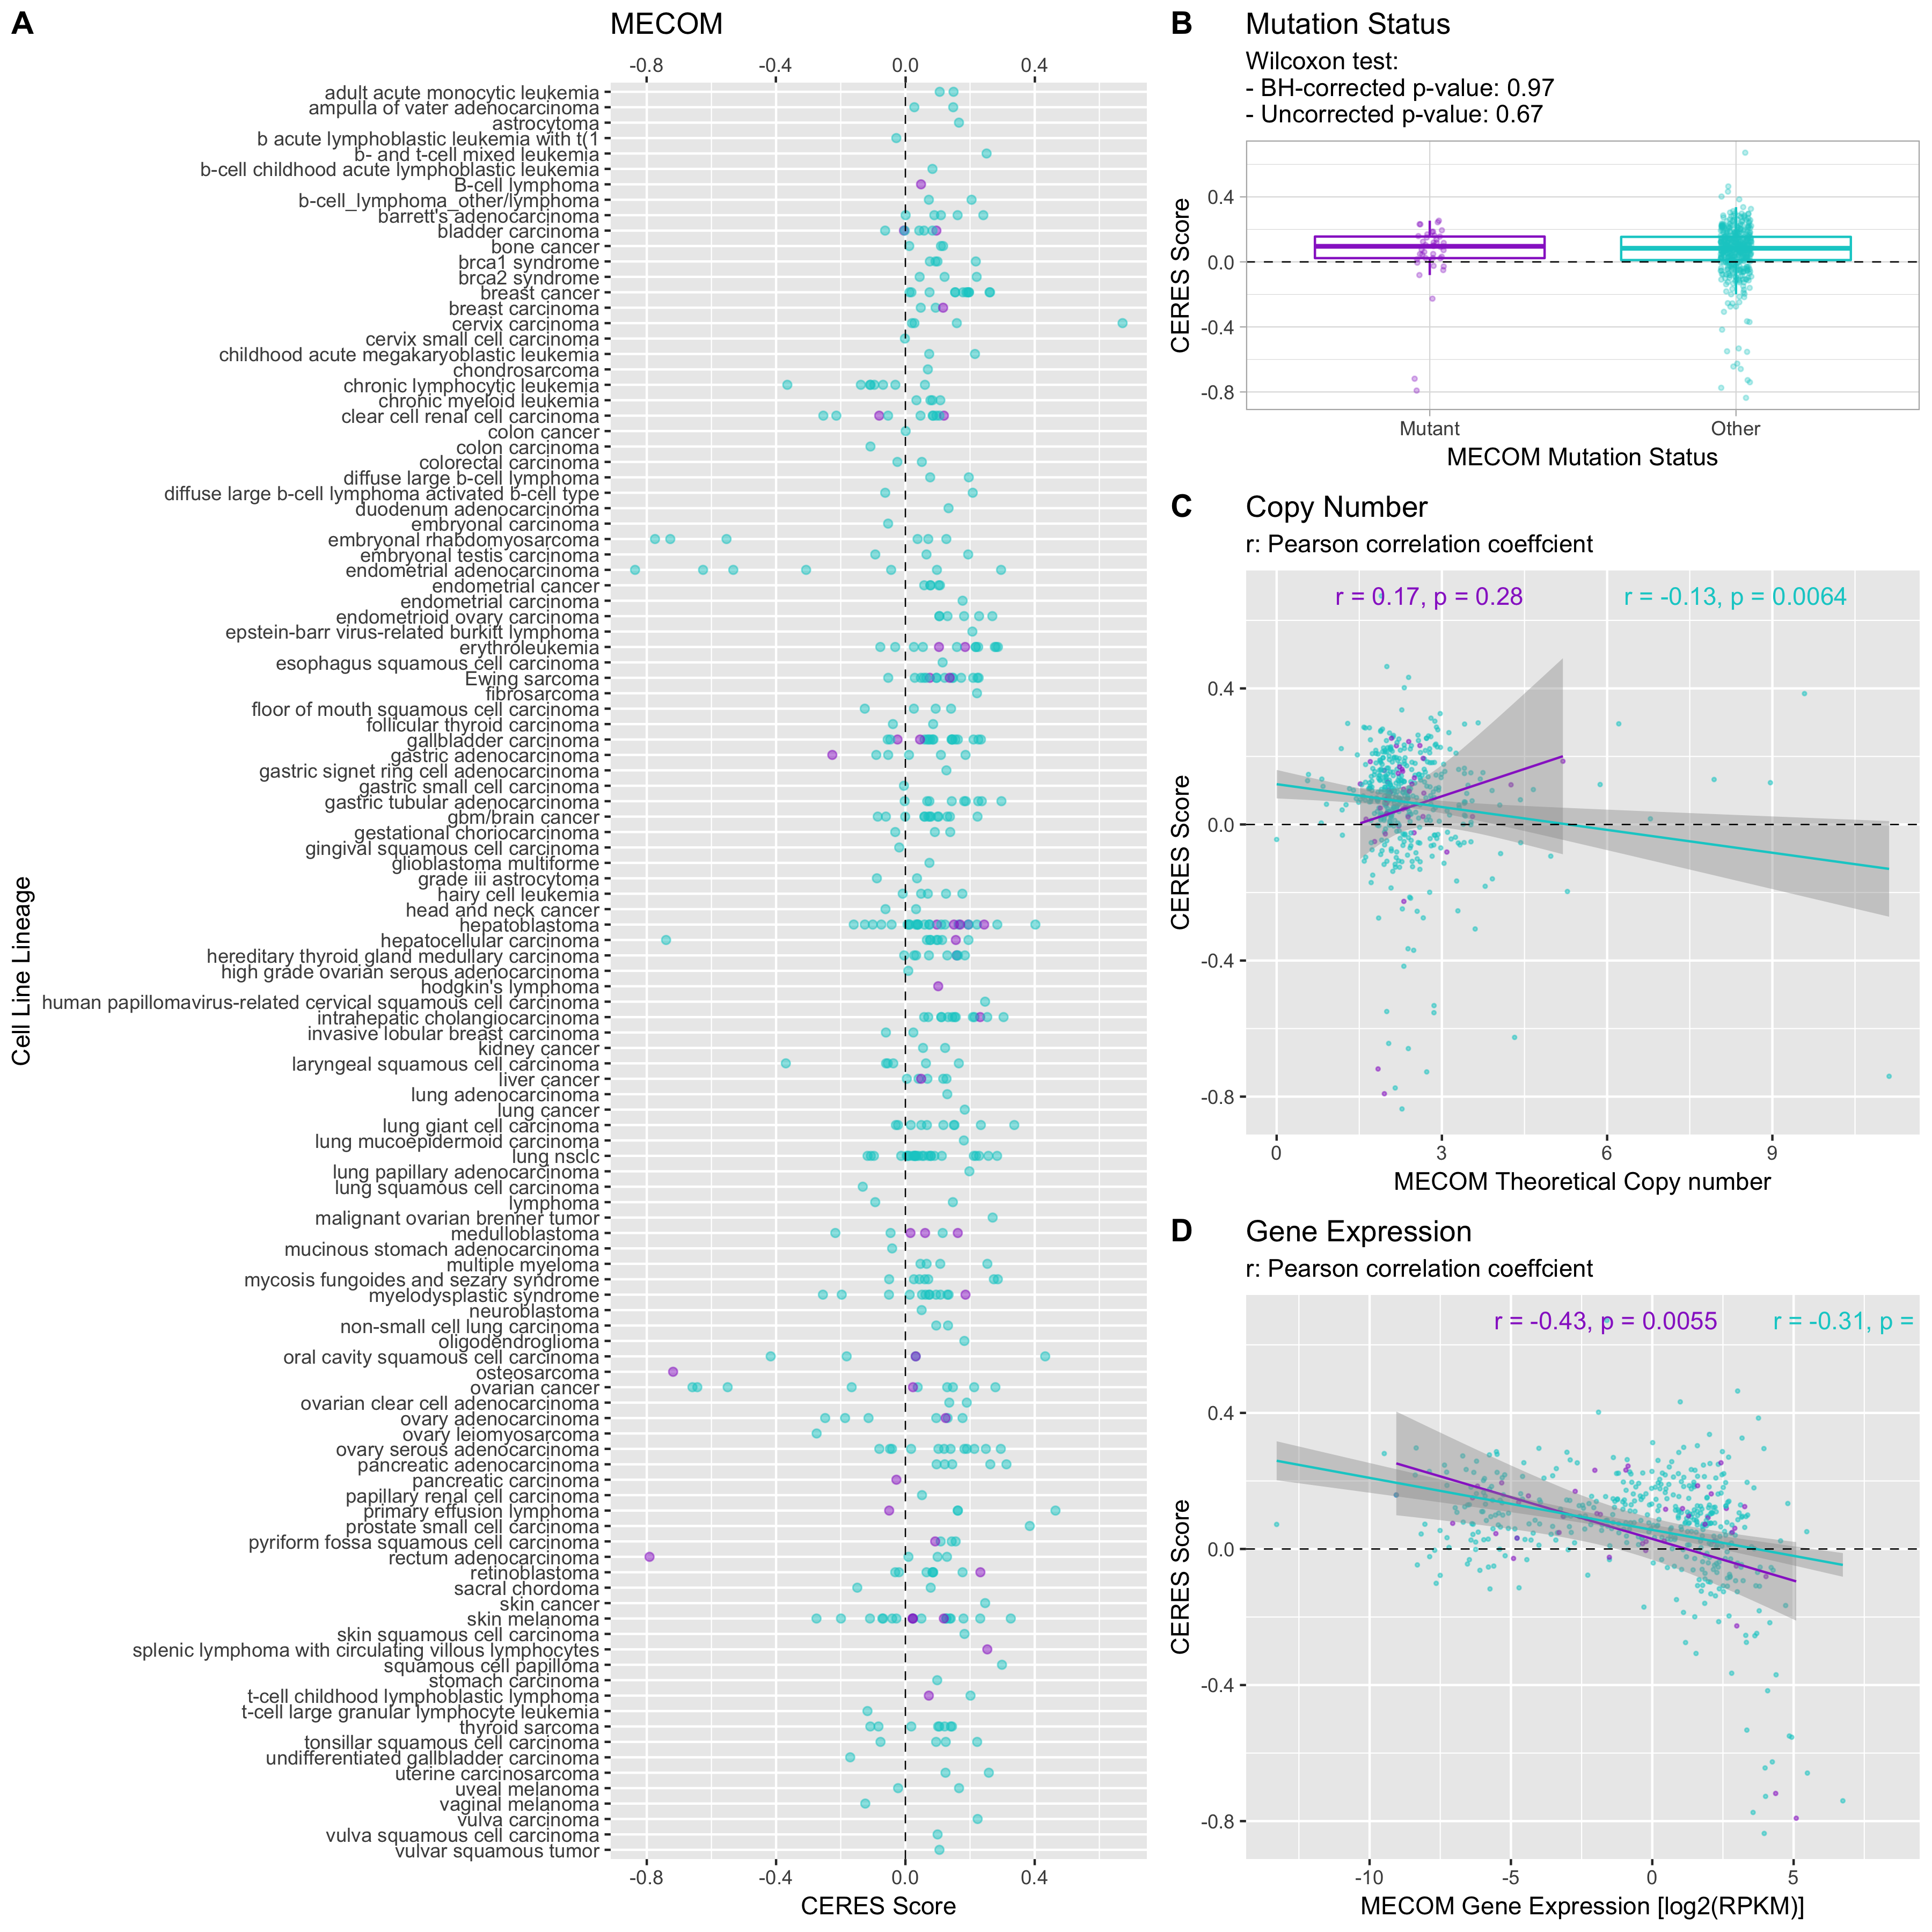 A
MECOM
-0.8
-0.4
0.0
0.4
adult acute monocytic leukemia
ampulla of vater adenocarcinoma
astrocytoma
b acute lymphoblastic leukemia with t(1
b- and t-cell mixed leukemia
b-cell childhood acute lymphoblastic leukemia
B-cell lymphoma
b-cell_lymphoma_other/lymphoma
barrett's adenocarcinoma
bladder carcinoma
bone cancer
brca1 syndrome
brca2 syndrome
breast cancer
breast carcinoma
cervix carcinoma
cervix small cell carcinoma
childhood acute megakaryoblastic leukemia
chondrosarcoma
chronic lymphocytic leukemia
chronic myeloid leukemia
clear cell renal cell carcinoma
colon cancer
colon carcinoma
colorectal carcinoma
diffuse large b-cell lymphoma
diffuse large b-cell lymphoma activated b-cell type
duodenum adenocarcinoma
embryonal carcinoma
embryonal rhabdomyosarcoma
embryonal testis carcinoma
endometrial adenocarcinoma
endometrial cancer
endometrial carcinoma
endometrioid ovary carcinoma
epstein-barr virus-related burkitt lymphoma
erythroleukemia
esophagus squamous cell carcinoma
Ewing sarcoma
fibrosarcoma
floor of mouth squamous cell carcinoma
follicular thyroid carcinoma
gallbladder carcinoma
gastric adenocarcinoma
gastric signet ring cell adenocarcinoma
gastric small cell carcinoma
gastric tubular adenocarcinoma
gbm/brain cancer
gestational choriocarcinoma
gingival squamous cell carcinoma
glioblastoma multiforme
grade iii astrocytoma
hairy cell leukemia
head and neck cancer
hepatoblastoma
hepatocellular carcinoma
hereditary thyroid gland medullary carcinoma
high grade ovarian serous adenocarcinoma
hodgkin's lymphoma
human papillomavirus-related cervical squamous cell carcinoma
intrahepatic cholangiocarcinoma
invasive lobular breast carcinoma
kidney cancer
laryngeal squamous cell carcinoma
liver cancer
lung adenocarcinoma
lung cancer
lung giant cell carcinoma
lung mucoepidermoid carcinoma
lung nsclc
lung papillary adenocarcinoma
lung squamous cell carcinoma
lymphoma
malignant ovarian brenner tumor
medulloblastoma
mucinous stomach adenocarcinoma
multiple myeloma
mycosis fungoides and sezary syndrome
myelodysplastic syndrome
neuroblastoma
non-small cell lung carcinoma
oligodendroglioma
oral cavity squamous cell carcinoma
osteosarcoma
ovarian cancer
ovarian clear cell adenocarcinoma
ovary adenocarcinoma
ovary leiomyosarcoma
ovary serous adenocarcinoma
pancreatic adenocarcinoma
pancreatic carcinoma
papillary renal cell carcinoma
primary effusion lymphoma
prostate small cell carcinoma
pyriform fossa squamous cell carcinoma
rectum adenocarcinoma
retinoblastoma
sacral chordoma
skin cancer
skin melanoma
skin squamous cell carcinoma
splenic lymphoma with circulating villous lymphocytes
squamous cell papilloma
stomach carcinoma
t-cell childhood lymphoblastic lymphoma
t-cell large granular lymphocyte leukemia
thyroid sarcoma
tonsillar squamous cell carcinoma
undifferentiated gallbladder carcinoma
uterine carcinosarcoma
uveal melanoma
vaginal melanoma
vulva carcinoma
vulva squamous cell carcinoma
vulvar squamous tumor
-0.8
-0.4
0.0
0.4
CERES Score
Cell Line Lineage
B
Mutation Status
Wilcoxon test:
- BH-corrected p-value: 0.97
- Uncorrected p-value: 0.67
CERES Score
0.4
0.0
-0.4
-0.8
Mutant
Other
MECOM Mutation Status
C
Copy Number
r: Pearson correlation coeffcient
r = 0.17, p = 0.28
r = -0.13, p = 0.0064
CERES Score
0.4
0.0
-0.4
-0.8
0
3
6
9
MECOM Theoretical Copy number
D
Gene Expression
r: Pearson correlation coeffcient
r = -0.43, p = 0.0055
r = -0.31, p =
CERES Score
0.4
0.0
-0.4
-0.8
-10
-5
0
5
MECOM Gene Expression [log2(RPKM)]